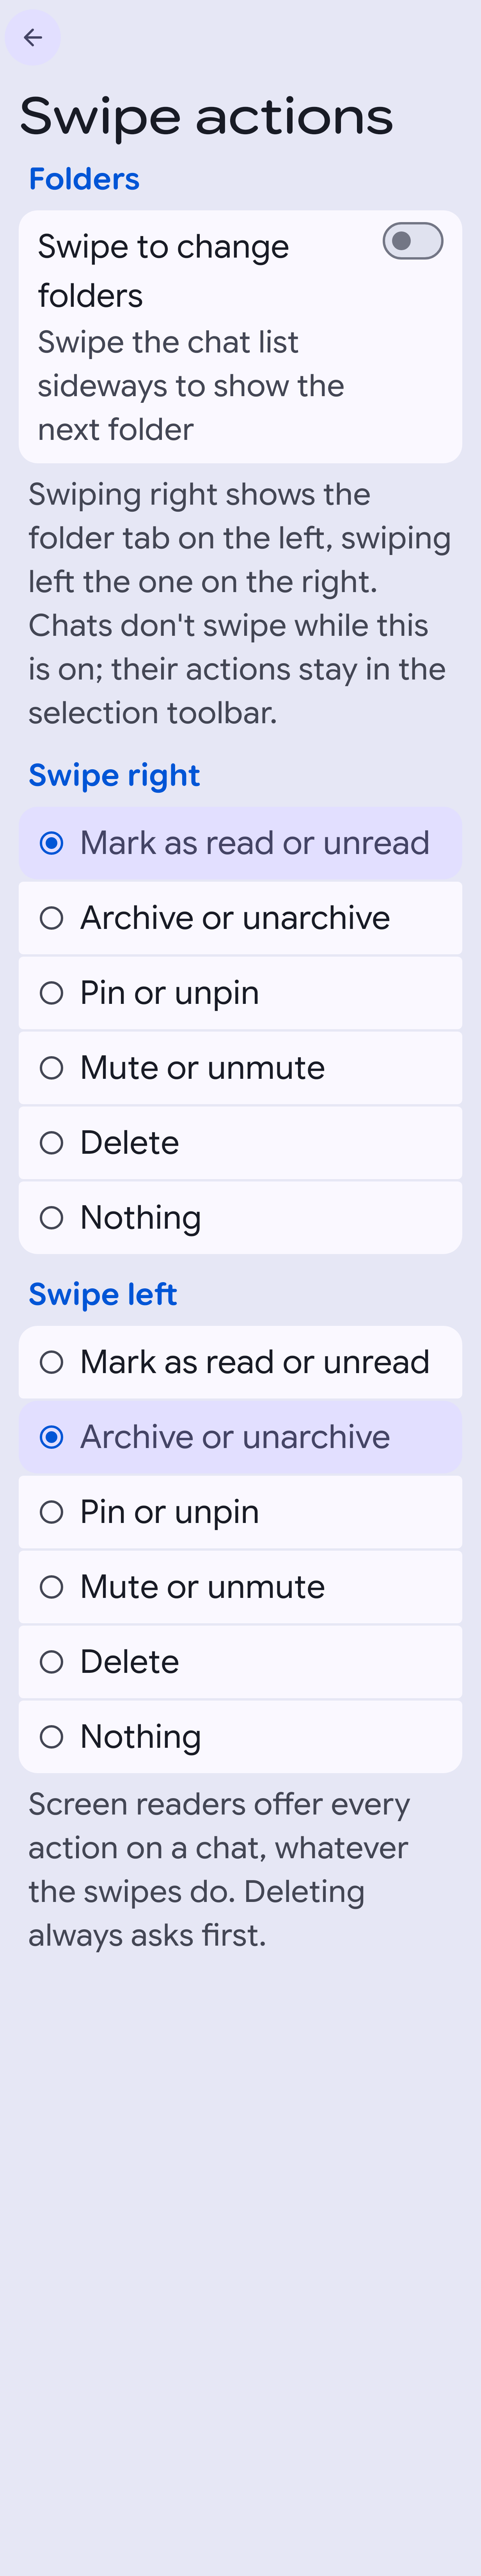 Swipe actions
Folders
Swipe to change
folders
Swipe the chat list
sideways to show the
next folder
Swiping right shows the
folder tab on the left, swiping
left the one on the right.
Chats don't swipe while this
is on; their actions stay in the
selection toolbar.
Swipe right
Mark as read or unread
Archive or unarchive
Pin or unpin
Mute or unmute
Delete
Nothing
Swipe left
Mark as read or unread
Archive or unarchive
Pin or unpin
Mute or unmute
Delete
Nothing
Screen readers offer every
action on a chat, whatever
the swipes do. Deleting
always asks first.